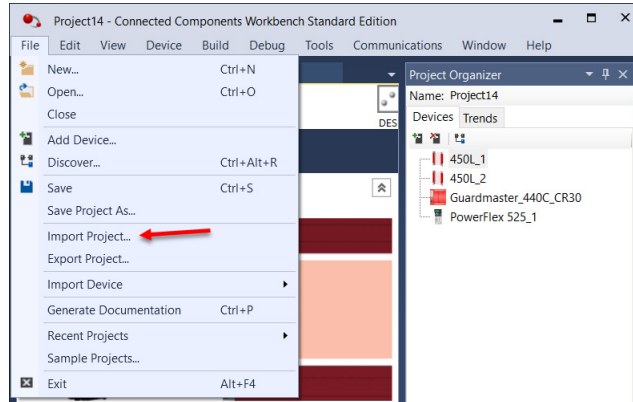 Project14 - Connected Components Workbench Standard Edition
File Edit View Device Build Debug Tools Communications Window Help
New... Ctrl+N
Open... Ctrl+O
Close
Add Device...
Discover... Ctrl+Alt+R
Save Ctrl+S
Save Project As...
Import Project...
Export Project...
Import Device
Generate Documentation Ctrl+P
Recent Projects
Sample Projects...
Exit Alt+F4
DES
Project Organizer
Name: Project14
Devices Trends
450L_1
450L_2
Guardmaster_440C_CR30
PowerFlex 525_1